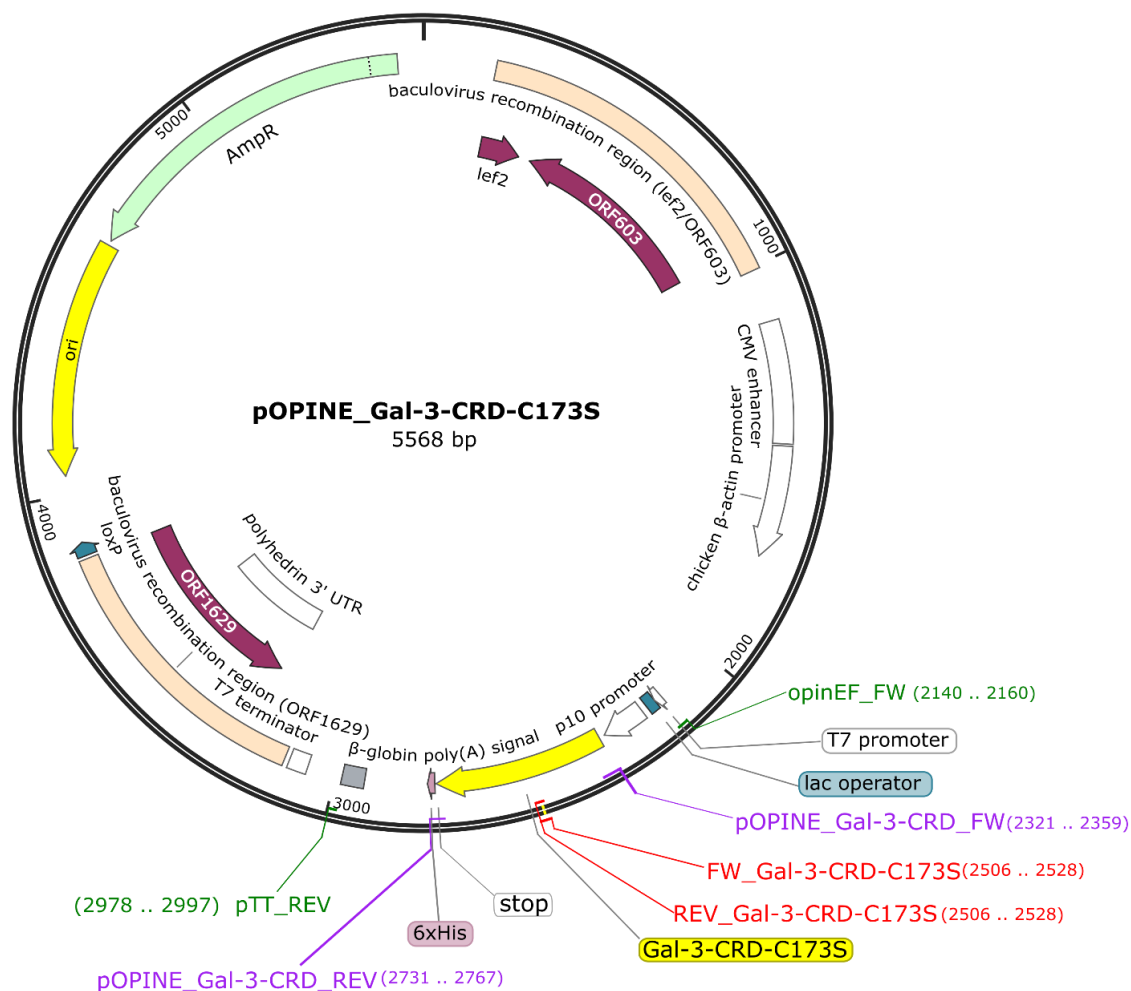 5000
AmpR
baculovirus recombination region (lef2/ORF603)
lef2
ORF603
1000
ori
CMV enhancer
chicken β-actin promoter
pOPINE_Gal-3-CRD-C173S
5568 bp
4000
loxP
baculovirus recombination region (ORF1629)
ORF1629
polyhedrin 3' UTR
T7 terminator
β-globin poly(A) signal
p10 promoter
2000
opinEF_FW (2140 .. 2160)
T7 promoter
lac operator
pOPINE_Gal-3-CRD_FW (2321 .. 2359)
3000
FW_Gal-3-CRD-C173S (2506 .. 2528)
(2978 .. 2997) pTT_REV
stop
REV_Gal-3-CRD-C173S (2506 .. 2528)
6xHis
Gal-3-CRD-C173S
pOPINE_Gal-3-CRD_REV (2731 .. 2767)